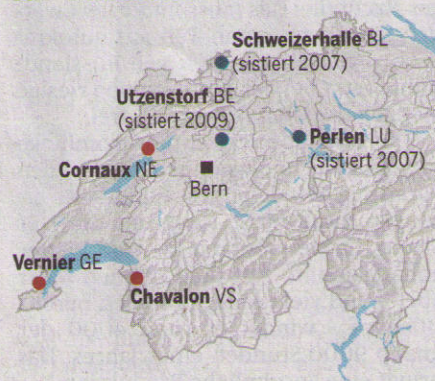 Schweizerhalle BL
(sistiert 2007)
Utzenstorf BE
(sistiert 2009)
Perlen LU
(sistiert 2007)
Cornaux NE
Bern
Vernier GE
Chavalon VS